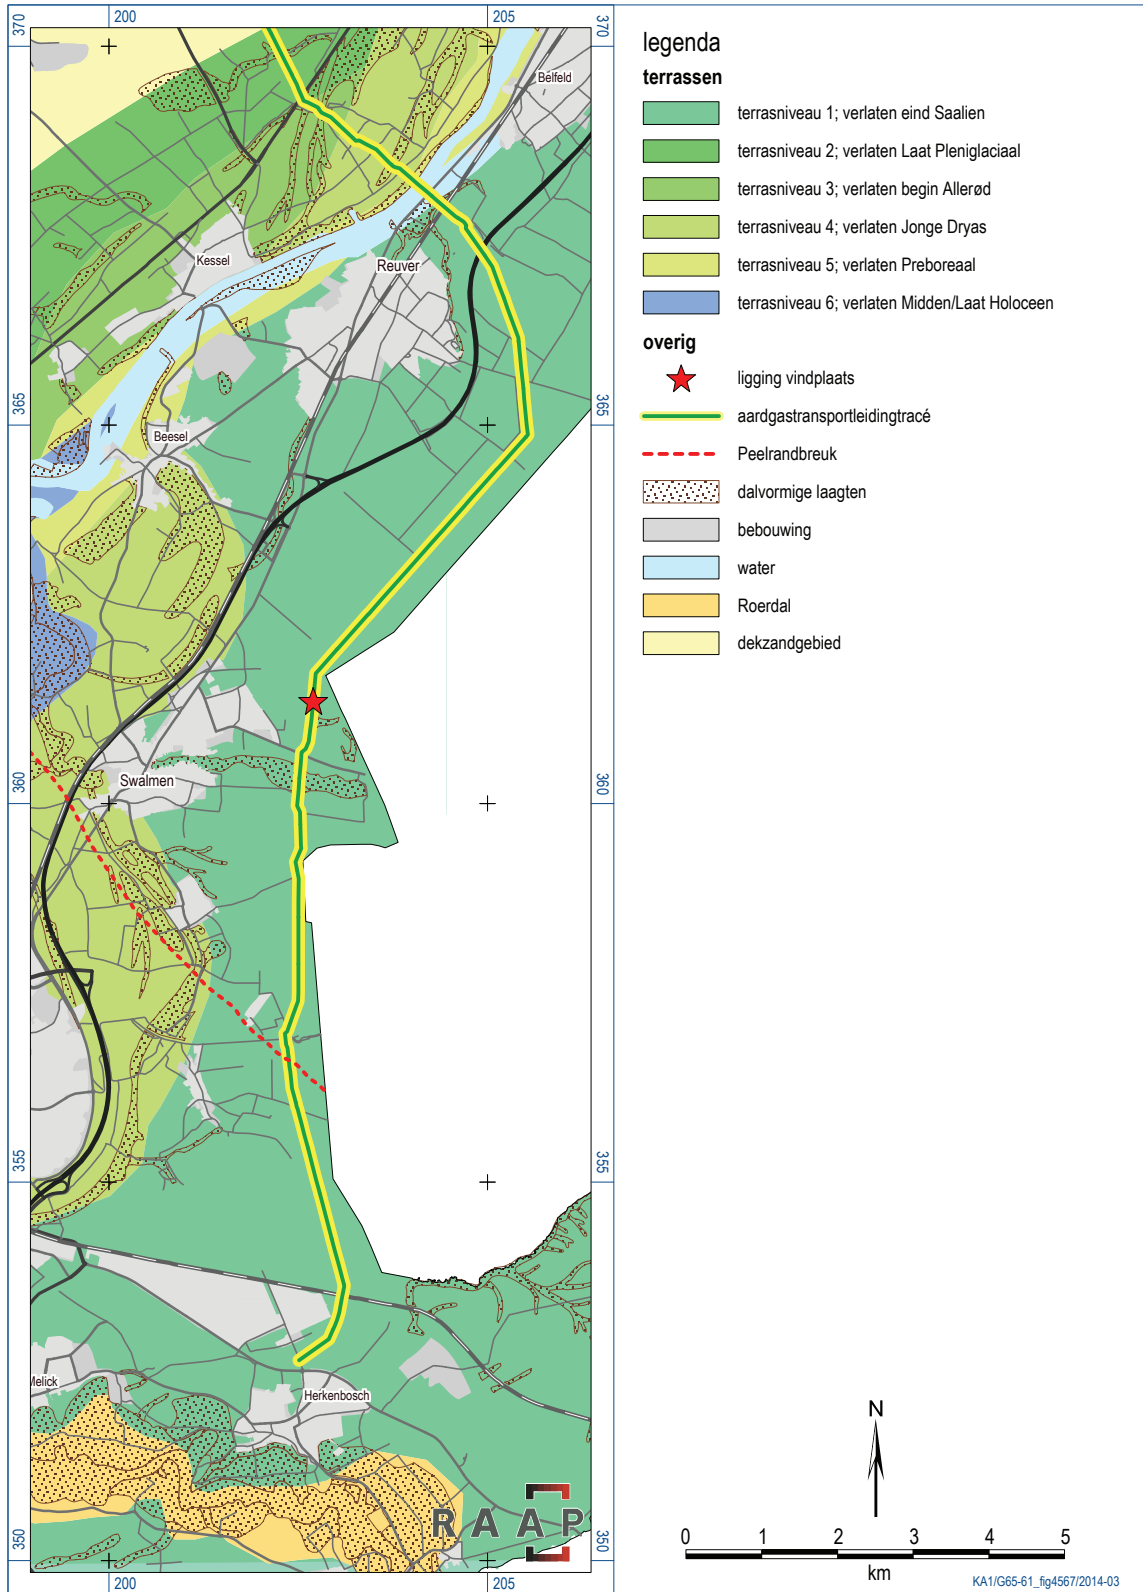 200
205
370
370
Belfeld
Kessel
Reuver
365
365
Beesel
Swalmen
360
360
355
355
Melick
Herkenbosch
RAAP
350
350
200
205
legenda
terrassen
terrasniveau 1; verlaten eind Saalien
terrasniveau 2; verlaten Laat Pleniglaciaal
terrasniveau 3; verlaten begin Allerød
terrasniveau 4; verlaten Jonge Dryas
terrasniveau 5; verlaten Preboreaal
terrasniveau 6; verlaten Midden/Laat Holoceen
overig
ligging vindplaats
aardgastransportleidingtracé
Peelrandbreuk
dalvormige laagten
bebouwing
water
Roerdal
dekzandgebied
N
0 1 2 3 4 5
km
KA1/G65-61_fig4567/2014-03